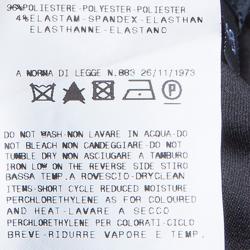 96%POLIESTERE-POLYESTER-POLIESTER
4%ELASTAM-SPANDEX-ELASTHAN
ELASTHANNE-ELASTANO
A NORMA DI LEGGE N.883 26/11/1973
DO NOT WASH-NON LAVARE IN ACQUA-DO
NOT BLEACH NON CANDEGGIARE-DO NOT
TUMBLE DRY NON ASCIUGARE A TAMBURO
IRON LOW ON THE REVERSE SIDE STIRO
BASSA TEMP.A ROVESCIO-DRYCLEAN
ITEMS-SHORT CYCLE REDUCED MOISTURE
PERCHLORETHYLENE AS FOR COLOURED
AND HEAT-LAVARE A SECCO
PERCHLORETHYLENE PER COLORATI-CICLO
BREVE-RIDURRE VAPORE E TEMP.